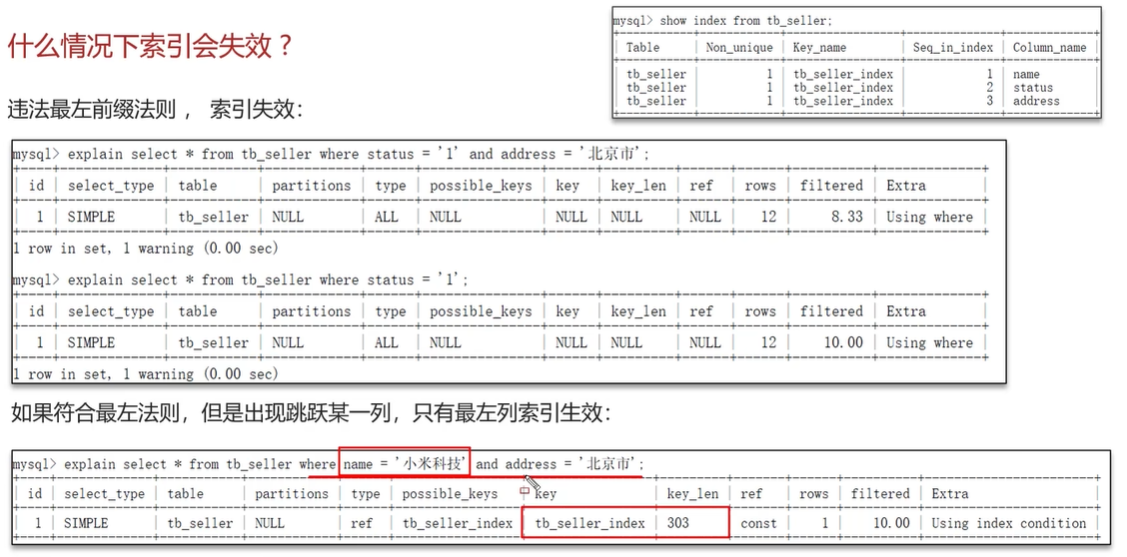 什么情况下索引会失效？
mysql> show index from tb_seller;
| Table | Non_unique | Key_name | Seq_in_index | Column_name |
| tb_seller | 1 | tb_seller_index | 1 | name
| tb_seller | 1 | tb_seller_index | 2 | status
| tb_seller | 1 | tb_seller_index | 3 | address
违法最左前缀法则 ， 索引失效：
mysql> explain select * from tb_seller where status = '1' and address = '北京市';
| id | select_type | table | partitions | type | possible_keys | key | key_len | ref | rows | filtered | Extra |
| 1 | SIMPLE | tb_seller | NULL | ALL | NULL | NULL | NULL | NULL | 12 | 8.33 | Using where |
1 row in set, 1 warning (0.00 sec)
mysql> explain select * from tb_seller where status = '1';
| id | select_type | table | partitions | type | possible_keys | key | key_len | ref | rows | filtered | Extra |
| 1 | SIMPLE | tb_seller | NULL | ALL | NULL | NULL | NULL | NULL | 12 | 10.00 | Using where |
1 row in set, 1 warning (0.00 sec)
如果符合最左法则，但是出现跳跃某一列，只有最左列索引生效：
mysql> explain select * from tb_seller where name = '小米科技' and address = '北京市';
| id | select_type | table | partitions | type | possible_keys | key | key_len | ref | rows | filtered | Extra |
| 1 | SIMPLE | tb_seller | NULL | ref | tb_seller_index | tb_seller_index | 303 | const | 1 | 10.00 | Using index condition |